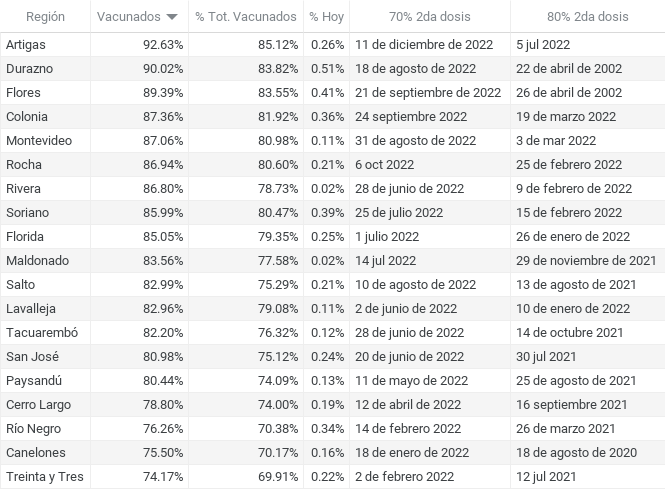 Región Vacunados % Tot. Vacunados % Hoy 70% 2da dosis 80% 2da dosis
Artigas 92.63% 85.12% 0.26% 11 de diciembre de 2022 5 jul 2022
Durazno 90.02% 83.82% 0.51% 18 de agosto de 2022 22 de abril de 2002
Flores 89.39% 83.55% 0.41% 21 de septiembre de 2022 26 de abril de 2002
Colonia 87.36% 81.92% 0.36% 24 septiembre 2022 19 de marzo 2022
Montevideo 87.06% 80.98% 0.11% 31 de agosto de 2022 3 de mar 2022
Rocha 86.94% 80.60% 0.21% 6 oct 2022 25 de febrero 2022
Rivera 86.80% 78.73% 0.02% 28 de junio de 2022 9 de febrero de 2022
Soriano 85.99% 80.47% 0.39% 25 de julio 2022 15 de febrero 2022
Florida 85.05% 79.35% 0.25% 1 julio 2022 26 de enero de 2022
Maldonado 83.56% 77.58% 0.02% 14 jul 2022 29 de noviembre de 2021
Salto 82.99% 75.29% 0.21% 10 de agosto de 2022 13 de agosto de 2021
Lavalleja 82.96% 79.08% 0.11% 2 de junio de 2022 10 de enero de 2022
Tacuarembó 82.20% 76.32% 0.12% 28 de junio de 2022 14 de octubre 2021
San José 80.98% 75.12% 0.24% 20 de junio de 2022 30 jul 2021
Paysandú 80.44% 74.09% 0.13% 11 de mayo de 2022 25 de agosto de 2021
Cerro Largo 78.80% 74.00% 0.19% 12 de abril de 2022 16 septiembre 2021
Río Negro 76.26% 70.38% 0.34% 14 de febrero 2022 26 de marzo 2021
Canelones 75.50% 70.17% 0.16% 18 de enero de 2022 18 de agosto de 2020
Treinta y Tres 74.17% 69.91% 0.22% 2 de febrero 2022 12 jul 2021